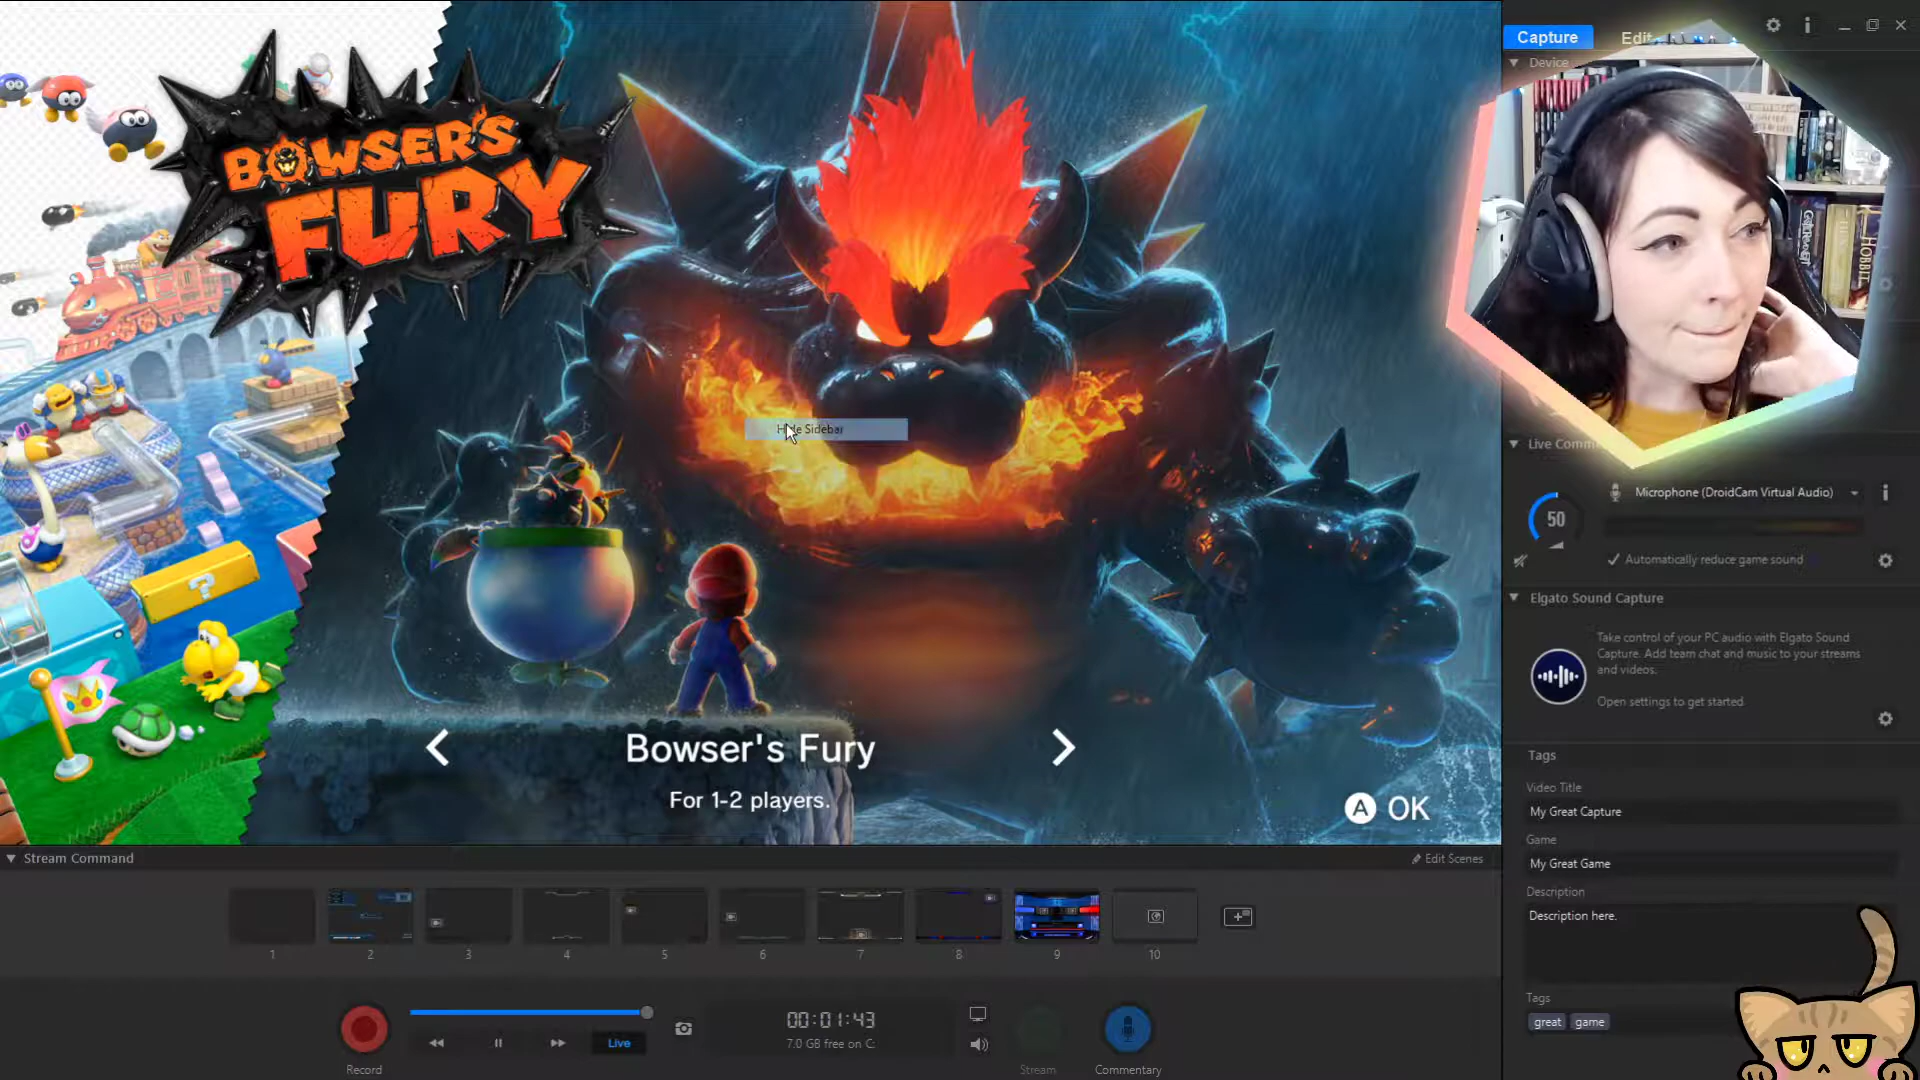 Capture
Edit
Device
BOWSER'S
FURY
Hide Sidebar
HOBBIT
Live Comm
Microphone (DroidCam Virtual Audio)
50
Automatically reduce game sound
Elgato Sound Capture
Take control of your PC audio with Elgato Sound
Capture. Add team chat and music to your streams
and videos.
Open settings to get started.
Bowser's Fury
For 1-2 players.
A OK
Tags
Video Title
My Great Capture
Game
My Great Game
Description
Description here.
Tags
great game
Stream Command
Edit Scenes
1 2 3 4 5 6 7 8 9 10
00:01:43
7.0 GB free on C:
Live
Record
Stream
Commentary